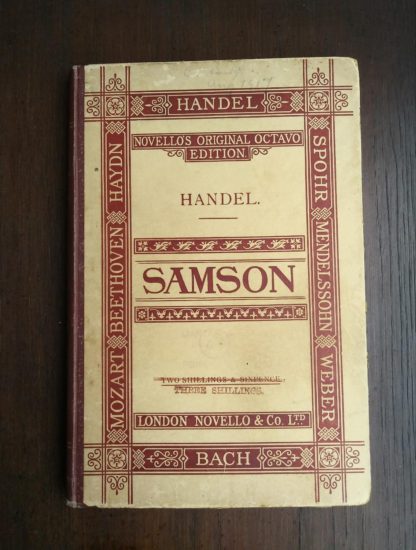 HANDEL
NOVELLO'S ORIGINAL OCTAVO
EDITION.
HANDEL.
SAMSON
TWO SHILLINGS & SIXPENCE.
THREE SHILLINGS.
LONDON NOVELLO & Co. LTD
BACH
MOZART BEETHOVEN HAYDN
SPOHR MENDELSSOHN WEBER